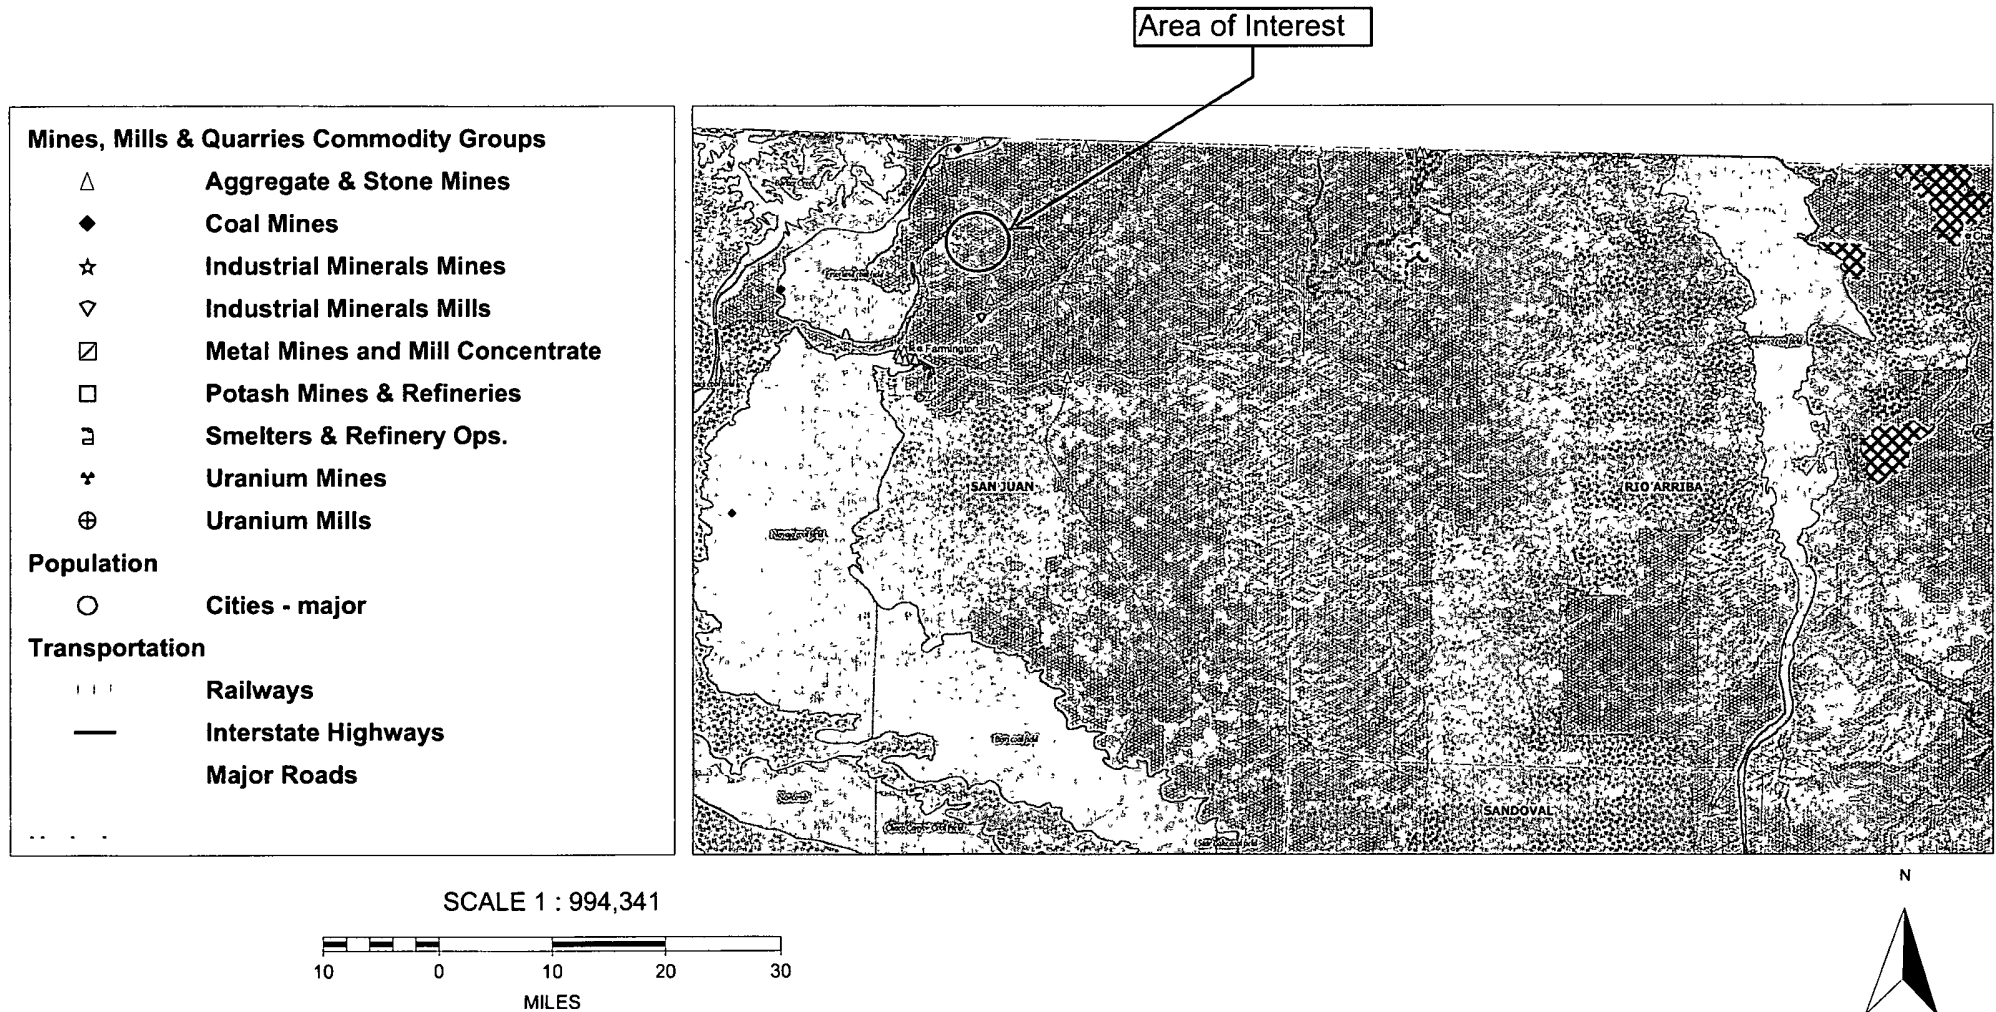 Area of Interest
Mines, Mills & Quarries Commodity Groups
Aggregate & Stone Mines
Coal Mines
Industrial Minerals Mines
Industrial Minerals Mills
Metal Mines and Mill Concentrate
Potash Mines & Refineries
Smelters & Refinery Ops.
Uranium Mines
Uranium Mills
Population
Cities - major
Transportation
Railways
Interstate Highways
Major Roads
Farmington
SAN JUAN
RIO ARRIBA
SANDOVAL
SCALE 1 : 994,341
10 0 10 20 30
MILES
N